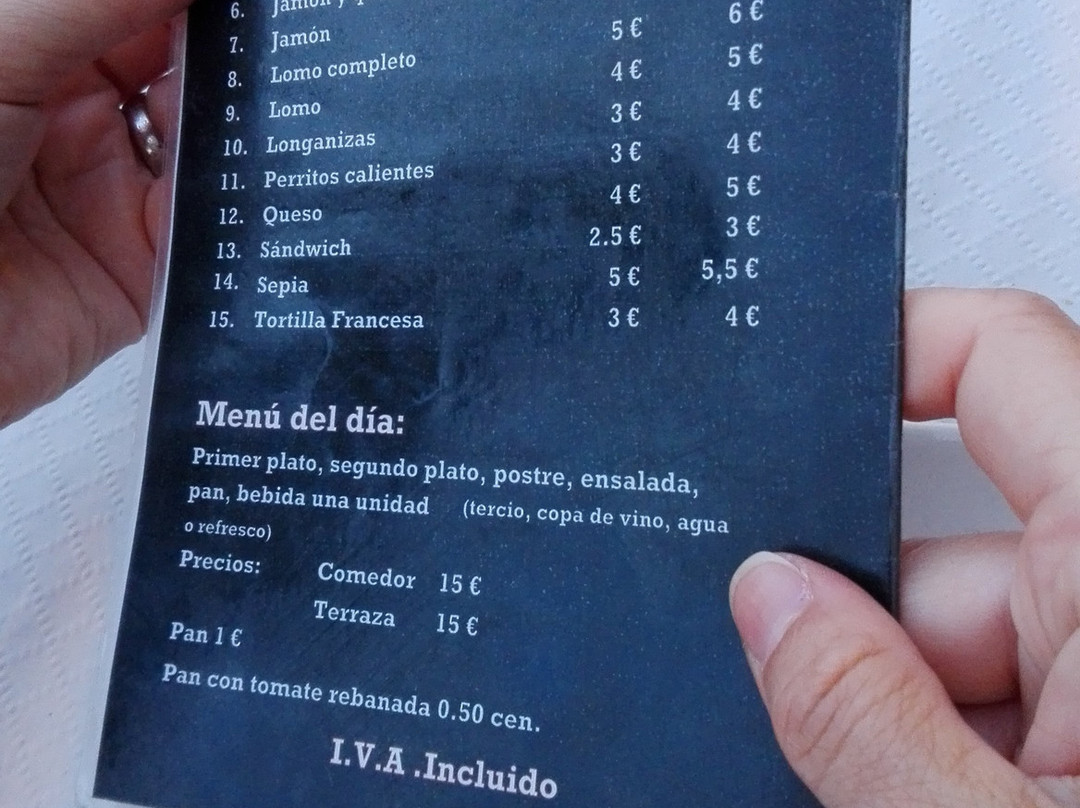 6. Jamón y
7. Jamón
8. Lomo completo 5 € 6 €
9. Lomo 4 € 5 €
10. Longanizas 3 € 4 €
11. Perritos calientes 3 € 4 €
12. Queso 4 € 5 €
13. Sándwich 2.5 € 3 €
14. Sepia 5 € 5,5 €
15. Tortilla Francesa 3 € 4 €
Menú del día:
Primer plato, segundo plato, postre, ensalada,
pan, bebida una unidad (tercio, copa de vino, agua
o refresco)
Precios: Comedor 15 €
Terraza 15 €
Pan 1 €
Pan con tomate rebanada 0.50 cen.
I.V.A .Incluido